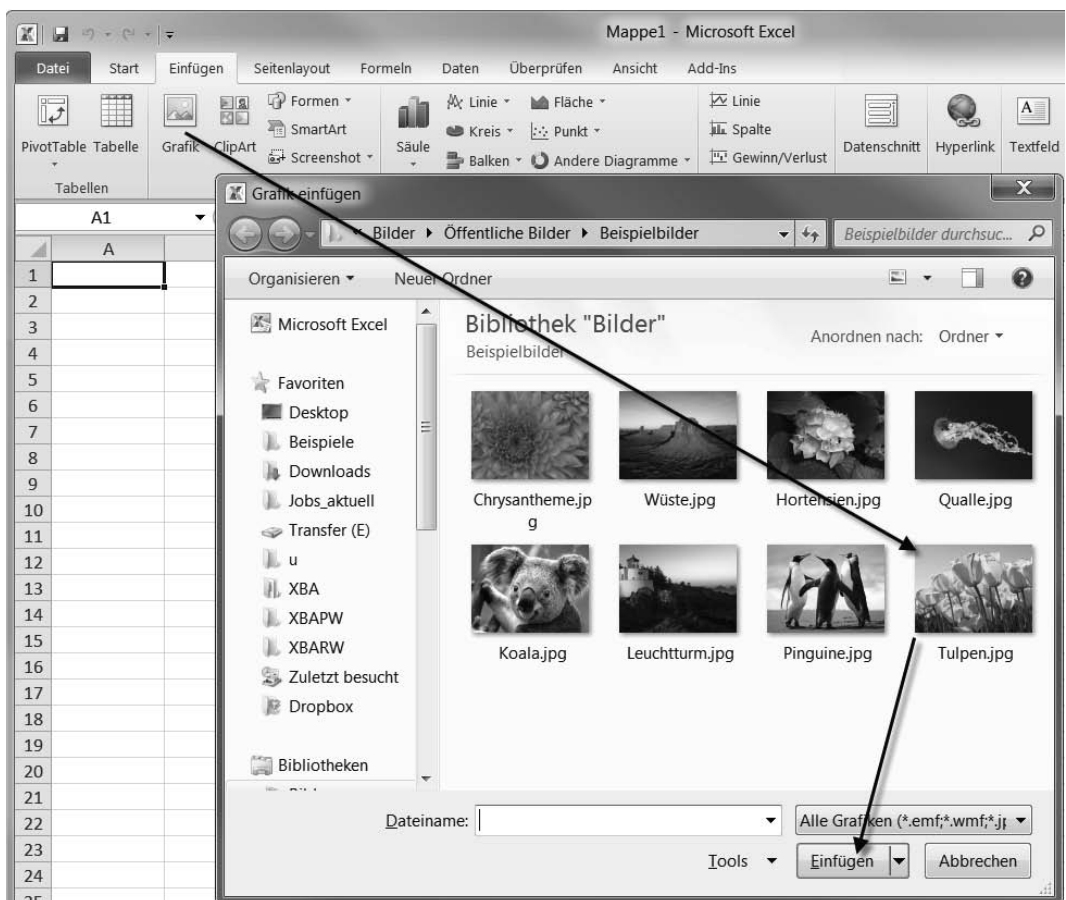 Mappe1 - Microsoft Excel
Datei Start Einfügen Seitenlayout Formeln Daten Überprüfen Ansicht Add-Ins
PivotTable Tabelle Grafik ClipArt Formen SmartArt Screenshot Säule Linie Kreis Balken Fläche Punkt Andere Diagramme Linie Spalte Gewinn/Verlust Datenschnitt Hyperlink Textfeld
Tabellen
A1
A
1
2
3
4
5
6
7
8
9
10
11
12
13
14
15
16
17
18
19
20
21
22
23
24
25
Grafik einfügen
Bilder Öffentliche Bilder Beispielbilder Beispielbilder durchsuc...
Organisieren Neuer Ordner
Microsoft Excel
Favoriten
Desktop
Beispiele
Downloads
Jobs_aktuell
Transfer (E)
u
XBA
XBAPW
XBARW
Zuletzt besucht
Dropbox
Bibliotheken
Bibliothek "Bilder"
Beispielbilder
Anordnen nach: Ordner
Chrysantheme.jp
g
Wüste.jpg
Hortensien.jpg
Qualle.jpg
Koala.jpg
Leuchtturm.jpg
Pinguine.jpg
Tulpen.jpg
Dateiname: Alle Grafiken (*.emf;*.wmf;*.jp
Tools Einfügen Abbrechen